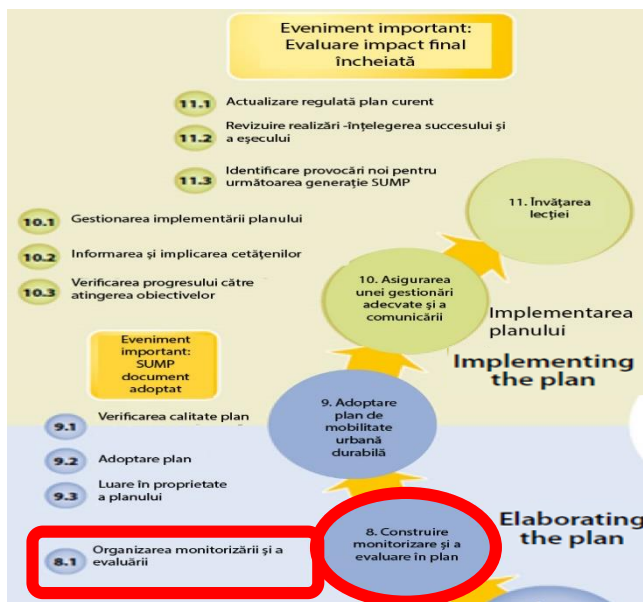 Eveniment important:
Evaluare impact final
încheiată
11.1 Actualizare regulată plan curent
11.2 Revizuire realizări -înțelegerea succesului și
a eșecului
11.3 Identificare provocări noi pentru
următoarea generație SUMP
11. Învățarea
lecției
10.1 Gestionarea implementării planului
10.2 Informarea și implicarea cetățenilor
10.3 Verificarea progresului către
atingerea obiectivelor
10. Asigurarea
unei gestionări
adecvate și a
comunicării
Implementarea
planului
Implementing
the plan
Eveniment
important:
SUMP
document
adoptat
9.1 Verificarea calitate plan
9.2 Adoptare plan
9.3 Luare în proprietate
a planului
9. Adoptare
plan de
mobilitate
urbană
durabilă
8.1 Organizarea monitorizării și a
evaluării
8. Construire
monitorizare și a
evaluare în plan
Elaborating
the plan